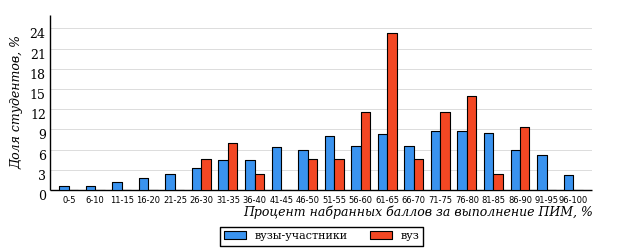 Доля студентов, %
24
21
18
15
12
9
6
3
0
0-5 6-10 11-15 16-20 21-25 26-30 31-35 36-40 41-45 46-50 51-55 56-60 61-65 66-70 71-75 76-80 81-85 86-90 91-95 96-100
Процент набранных баллов за выполнение ПИМ, %
вузы-участники вуз